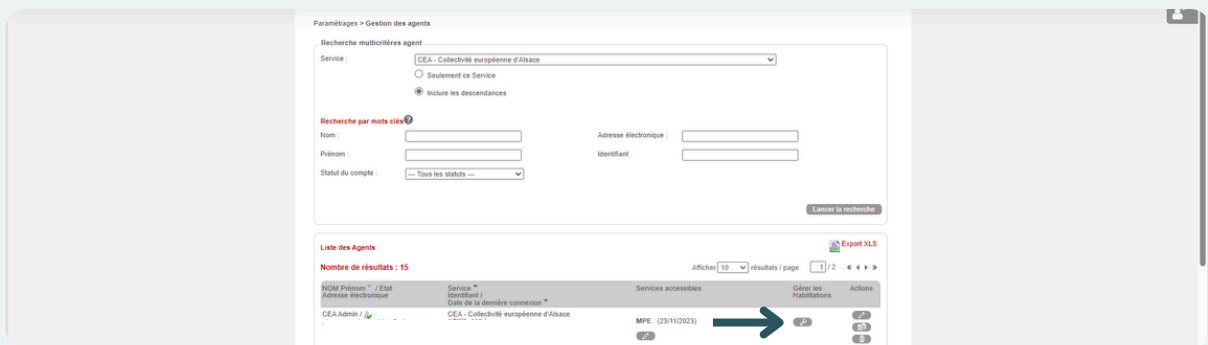 Paramétrages > Gestion des agents
Recherche multicritères agent
Service : CEA - Collectivité européenne d'Alsace
Seulement ce Service
Inclure les descendances
Recherche par mots clés ?
Nom : Adresse électronique :
Prénom : Identifiant
Statut du compte : --- Tous les statuts ---
Lancer la recherche
Liste des Agents Export XLS
Nombre de résultats : 15 Afficher 10 résultats / page 1 / 2
NOM Prénom / Etat Service Services accessibles Gérer les Actions
Adresse électronique Identifiant / Habilitations
Date de la dernière connexion
CEA Admin / CEA - Collectivité européenne d'Alsace
MPE : (23/11/2023)